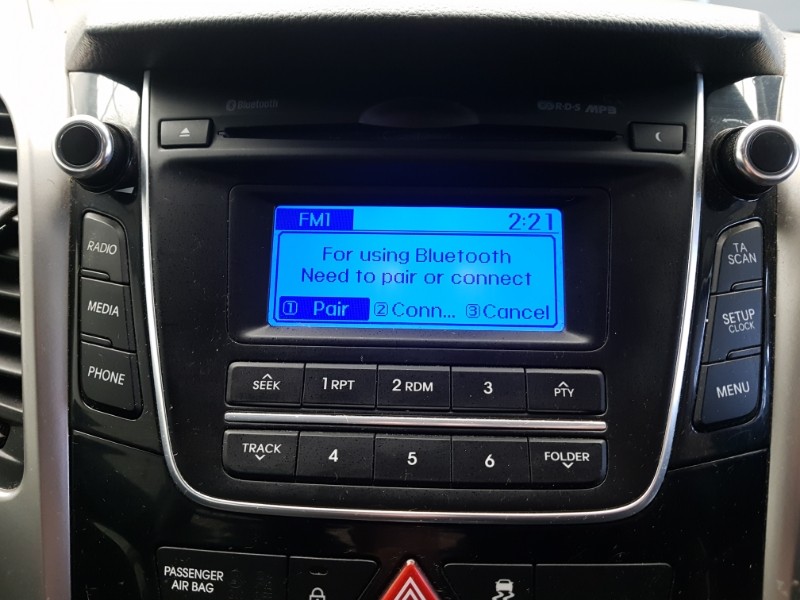 Bluetooth
R·D·S MP3
FM1 2:21
For using Bluetooth
Need to pair or connect
1 Pair 2 Conn... 3 Cancel
RADIO
MEDIA
PHONE
TA
SCAN
SETUP
CLOCK
MENU
SEEK 1 RPT 2 RDM 3 PTY
TRACK 4 5 6 FOLDER
PASSENGER
AIR BAG